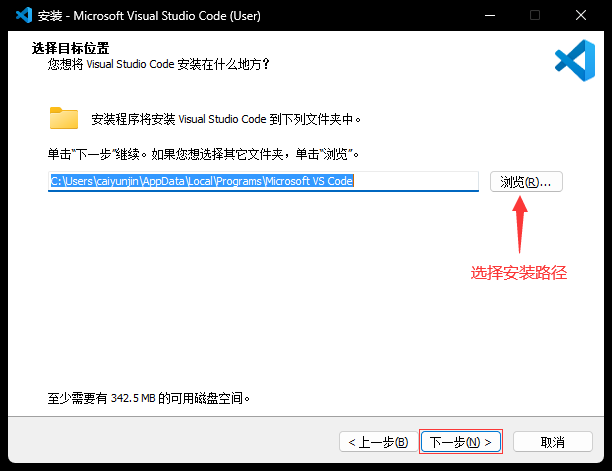 安装 - Microsoft Visual Studio Code (User)
选择目标位置
您想将 Visual Studio Code 安装在什么地方？
安装程序将安装 Visual Studio Code 到下列文件夹中。
单击“下一步”继续。如果您想选择其它文件夹，单击“浏览”。
C:\Users\caiyunjin\AppData\Local\Programs\Microsoft VS Code
浏览(R)...
选择安装路径
至少需要有 342.5 MB 的可用磁盘空间。
< 上一步(B)
下一步(N) >
取消